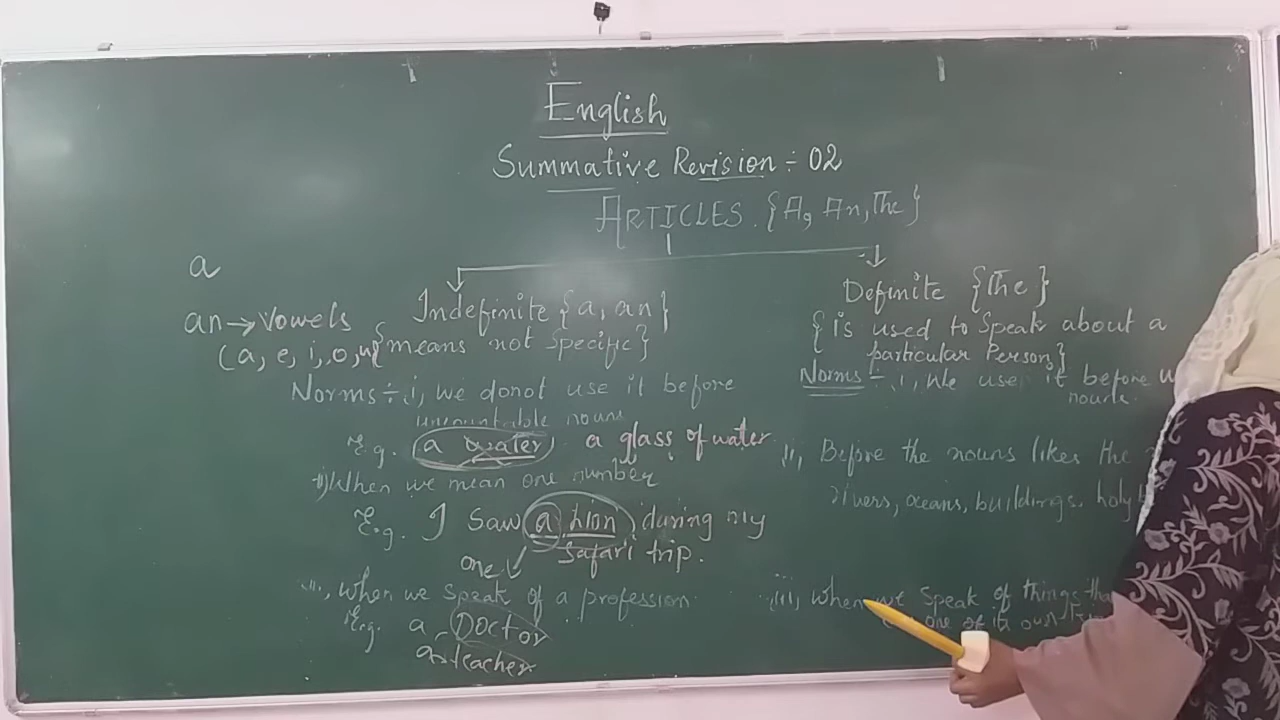 English
Summative Revision ÷ 02
ARTICLES. {A, An, The}
a
an → Vowels
(a, e, i, o, u)
Indefinite {a, an}
{means not Specific}
Norms ÷ i, we donot use it before
uncountable nouns
E.g. a water a glass of water
ii) When we mean one number
E.g. I Saw a Lion during my
Safari trip.
one
iii, when we speak of a profession
E.g. a Doctor
a teacher
Definite {The}
{is used to Speak about a
particular Person}
Norms ÷ i, We use it before
nouns.
ii, Before the nouns likes the
rivers, oceans, buildings, holy
iii, when we speak of things
one of in our